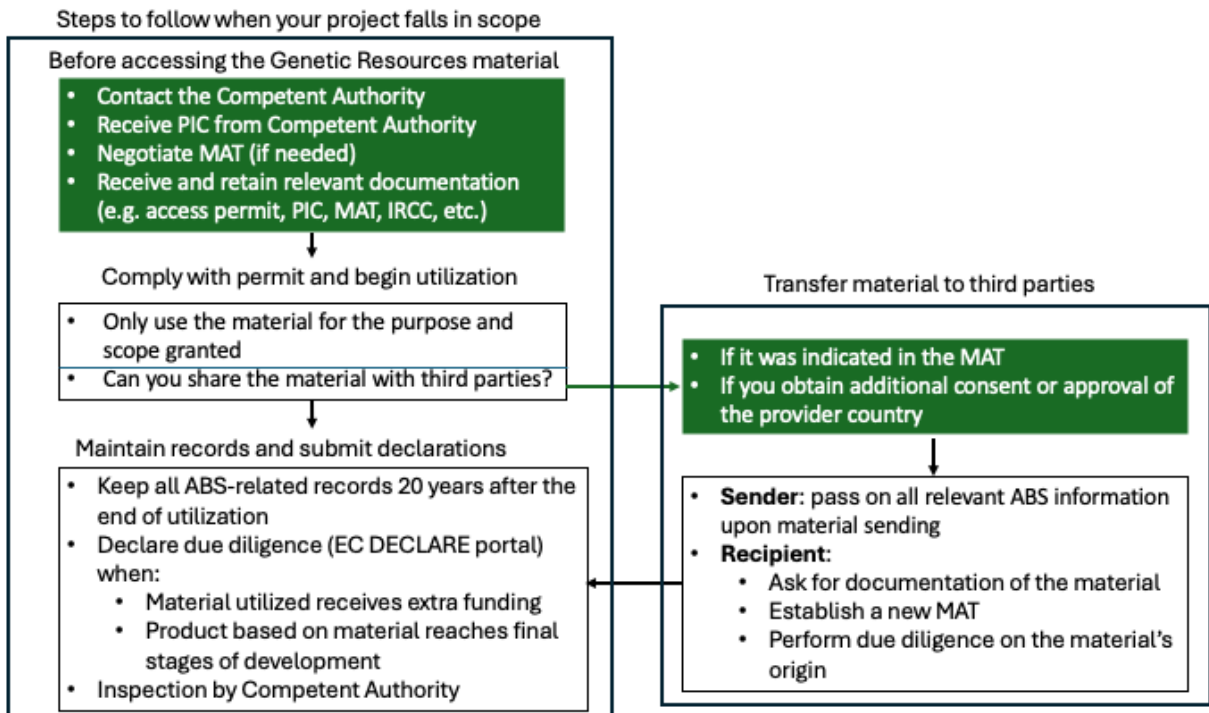 Steps to follow when your project falls in scope
Before accessing the Genetic Resources material
• Contact the Competent Authority
• Receive PIC from Competent Authority
• Negotiate MAT (if needed)
• Receive and retain relevant documentation
(e.g. access permit, PIC, MAT, IRCC, etc.)
Comply with permit and begin utilization
• Only use the material for the purpose and
scope granted
• Can you share the material with third parties?
Maintain records and submit declarations
• Keep all ABS-related records 20 years after the
end of utilization
• Declare due diligence (EC DECLARE portal)
when:
• Material utilized receives extra funding
• Product based on material reaches final
stages of development
• Inspection by Competent Authority
Transfer material to third parties
• If it was indicated in the MAT
• If you obtain additional consent or approval of
the provider country
• Sender: pass on all relevant ABS information
upon material sending
• Recipient:
• Ask for documentation of the material
• Establish a new MAT
• Perform due diligence on the material's
origin